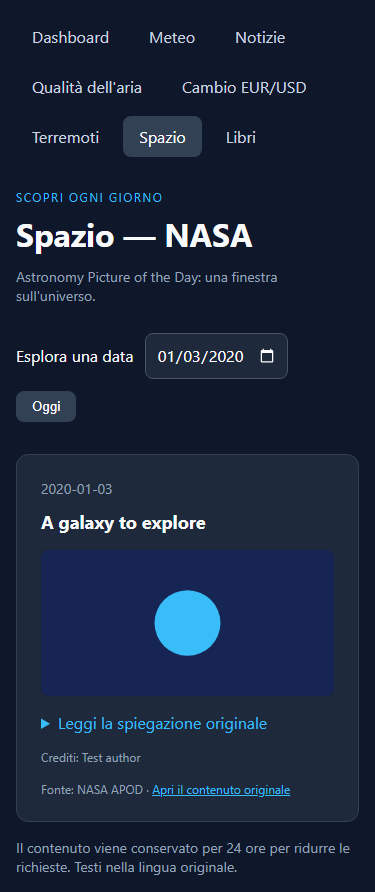 Dashboard Meteo Notizie
Qualità dell'aria Cambio EUR/USD
Terremoti Spazio Libri
SCOPRI OGNI GIORNO
Spazio — NASA
Astronomy Picture of the Day: una finestra
sull'universo.
Esplora una data 01/03/2020
Oggi
2020-01-03
A galaxy to explore
Leggi la spiegazione originale
Crediti: Test author
Fonte: NASA APOD · Apri il contenuto originale
Il contenuto viene conservato per 24 ore per ridurre le
richieste. Testi nella lingua originale.